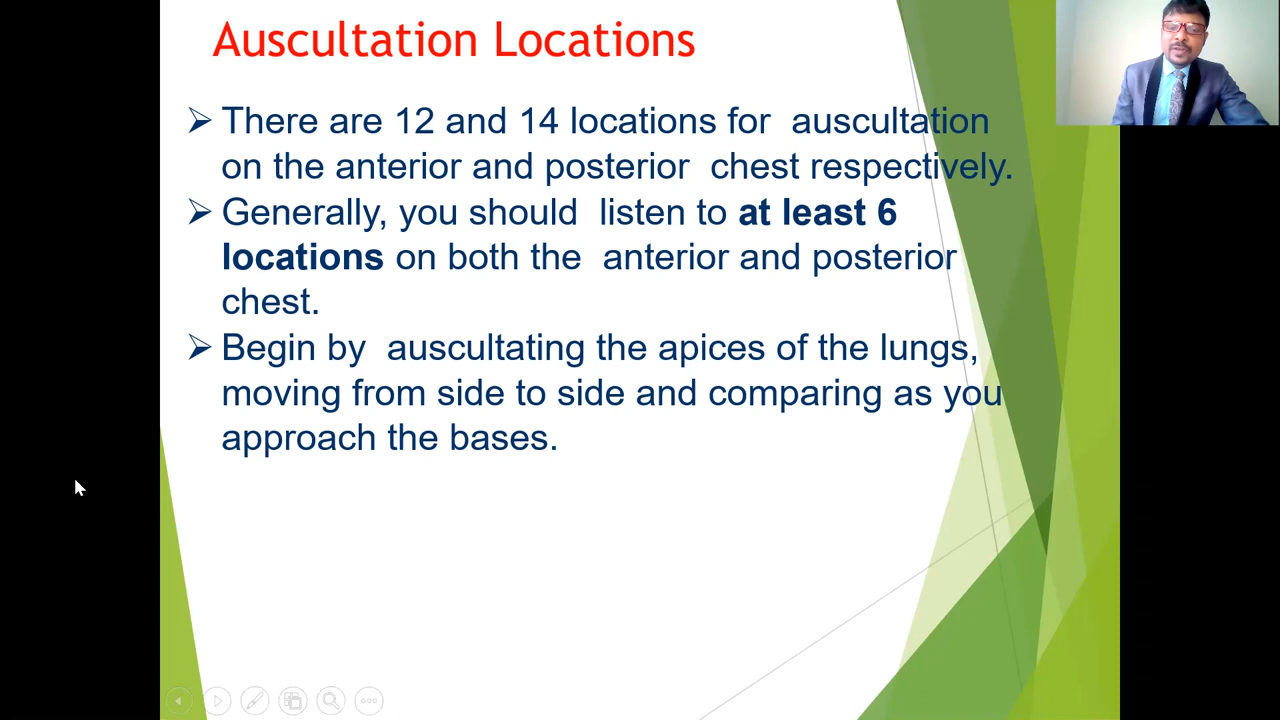 Auscultation Locations
There are 12 and 14 locations for auscultation
on the anterior and posterior chest respectively.
Generally, you should listen to at least 6
locations on both the anterior and posterior
chest.
Begin by auscultating the apices of the lungs,
moving from side to side and comparing as you
approach the bases.